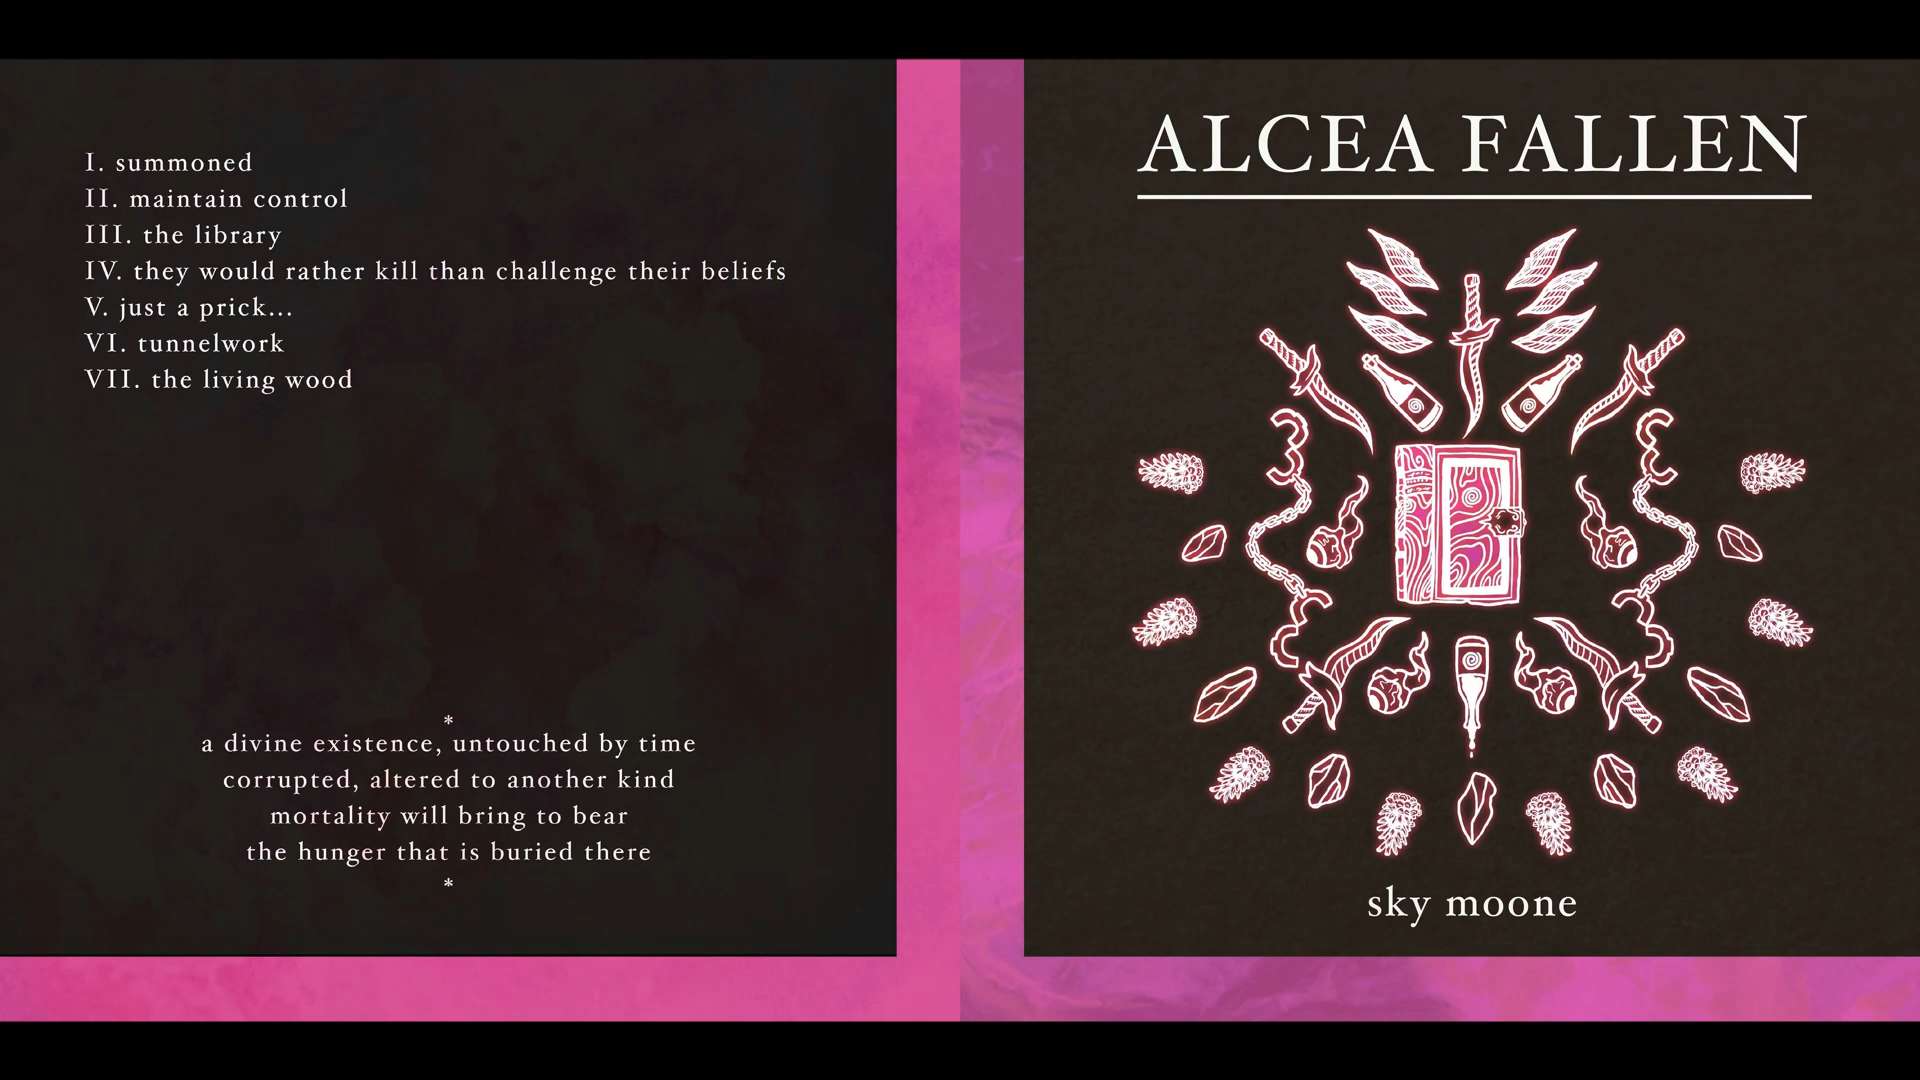 I. summoned
II. maintain control
III. the library
IV. they would rather kill than challenge their beliefs
V. just a prick...
VI. tunnelwork
VII. the living wood
*
a divine existence, untouched by time
corrupted, altered to another kind
mortality will bring to bear
the hunger that is buried there
*
ALCEA FALLEN
sky moone